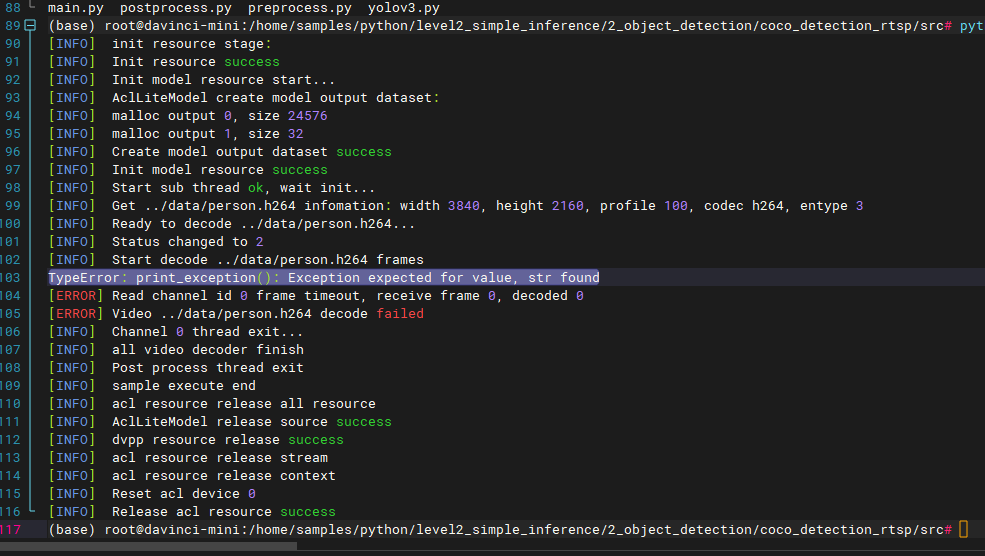 88 main.py postprocess.py preprocess.py yolov3.py
89 (base) root@davinci-mini:/home/samples/python/level2_simple_inference/2_object_detection/coco_detection_rtsp/src# pyt
90 [INFO] init resource stage:
91 [INFO] Init resource success
92 [INFO] Init model resource start...
93 [INFO] AclLiteModel create model output dataset:
94 [INFO] malloc output 0, size 24576
95 [INFO] malloc output 1, size 32
96 [INFO] Create model output dataset success
97 [INFO] Init model resource success
98 [INFO] Start sub thread ok, wait init...
99 [INFO] Get ../data/person.h264 infomation: width 3840, height 2160, profile 100, codec h264, entype 3
100 [INFO] Ready to decode ../data/person.h264...
101 [INFO] Status changed to 2
102 [INFO] Start decode ../data/person.h264 frames
103 TypeError: print_exception(): Exception expected for value, str found
104 [ERROR] Read channel id 0 frame timeout, receive frame 0, decoded 0
105 [ERROR] Video ../data/person.h264 decode failed
106 [INFO] Channel 0 thread exit...
107 [INFO] all video decoder finish
108 [INFO] Post process thread exit
109 [INFO] sample execute end
110 [INFO] acl resource release all resource
111 [INFO] AclLiteModel release source success
112 [INFO] dvpp resource release success
113 [INFO] acl resource release stream
114 [INFO] acl resource release context
115 [INFO] Reset acl device 0
116 [INFO] Release acl resource success
117 (base) root@davinci-mini:/home/samples/python/level2_simple_inference/2_object_detection/coco_detection_rtsp/src#